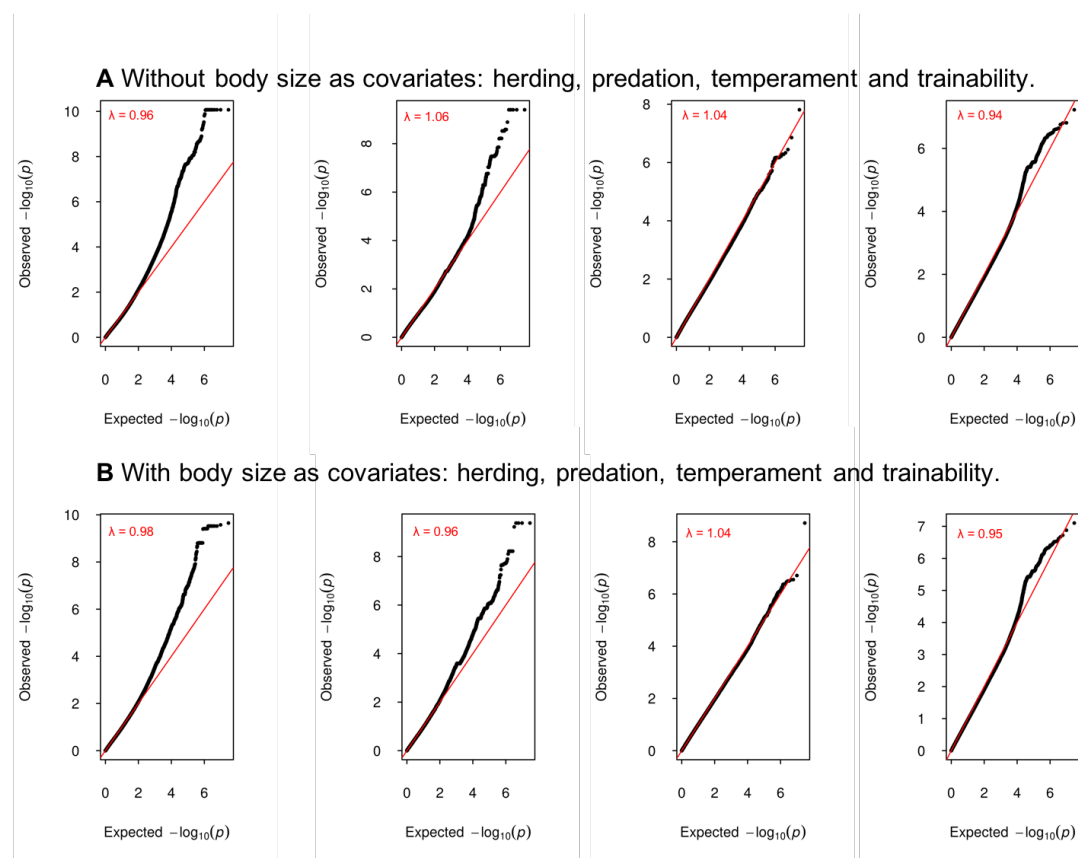 A Without body size as covariates: herding, predation, temperament and trainability.
λ = 0.96
Observed −log10(p)
10
8
6
4
2
0
0 2 4 6
Expected −log10(p)
λ = 1.06
Observed −log10(p)
8
6
4
2
0
0 2 4 6
Expected −log10(p)
λ = 1.04
Observed −log10(p)
8
6
4
2
0
0 2 4 6
Expected −log10(p)
λ = 0.94
Observed −log10(p)
6
4
2
0
0 2 4 6
Expected −log10(p)
B With body size as covariates: herding, predation, temperament and trainability.
λ = 0.98
Observed −log10(p)
10
8
6
4
2
0
0 2 4 6
Expected −log10(p)
λ = 0.96
Observed −log10(p)
8
6
4
2
0
0 2 4 6
Expected −log10(p)
λ = 1.04
Observed −log10(p)
8
6
4
2
0
0 2 4 6
Expected −log10(p)
λ = 0.95
Observed −log10(p)
7
6
5
4
3
2
1
0
0 2 4 6
Expected −log10(p)